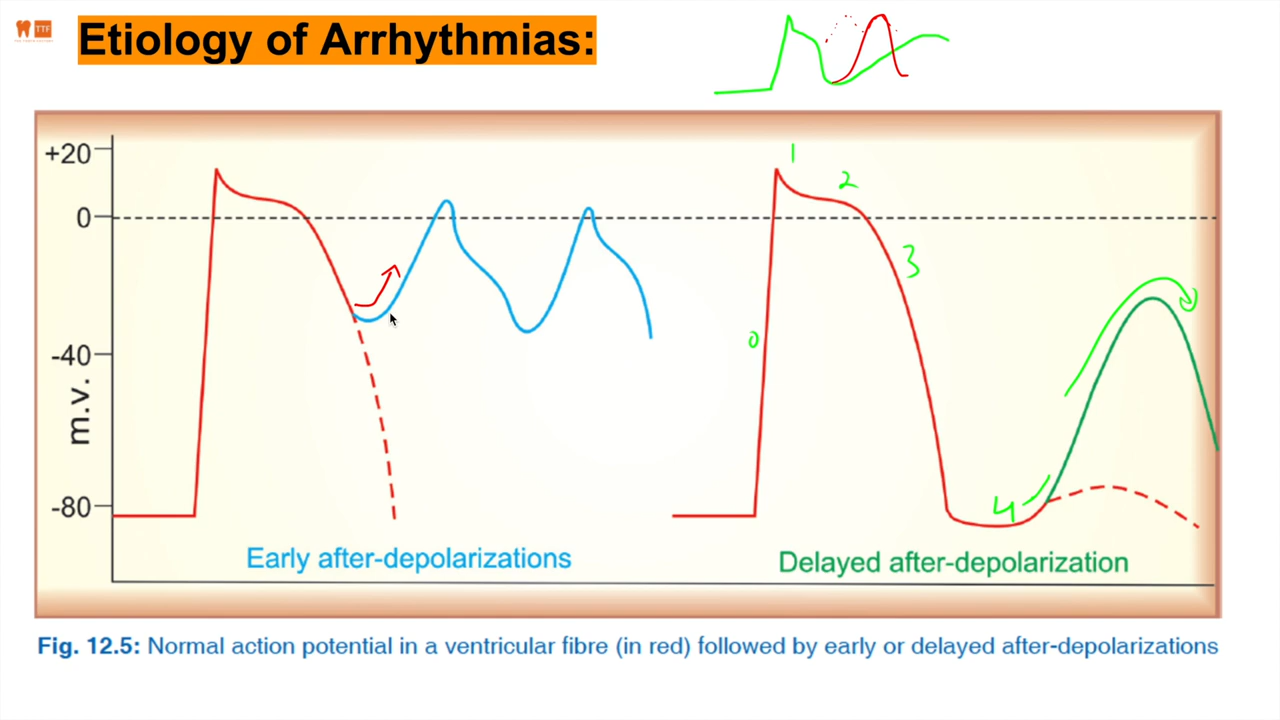 TTF
Etiology of Arrhythmias:
+20
0
-40
m.v.
-80
1
2
3
0
4
Early after-depolarizations
Delayed after-depolarization
Fig. 12.5: Normal action potential in a ventricular fibre (in red) followed by early or delayed after-depolarizations